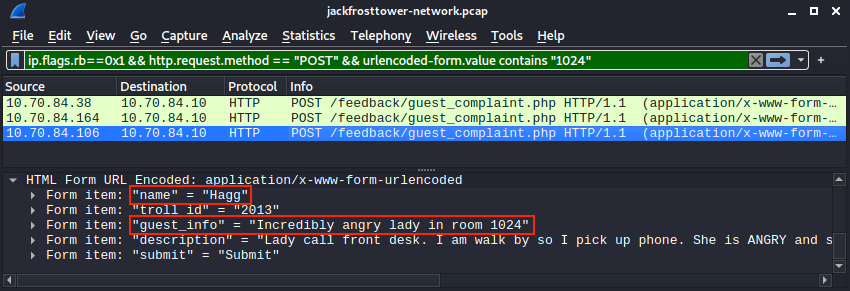 jackfrosttower-network.pcap
File Edit View Go Capture Analyze Statistics Telephony Wireless Tools Help
ip.flags.rb==0x1 && http.request.method == "POST" && urlencoded-form.value contains "1024"
Source Destination Protocol Info
10.70.84.38 10.70.84.10 HTTP POST /feedback/guest_complaint.php HTTP/1.1 (application/x-www-form-…
10.70.84.164 10.70.84.10 HTTP POST /feedback/guest_complaint.php HTTP/1.1 (application/x-www-form-…
10.70.84.106 10.70.84.10 HTTP POST /feedback/guest_complaint.php HTTP/1.1 (application/x-www-form-…
HTML Form URL Encoded: application/x-www-form-urlencoded
Form item: "name" = "Hagg"
Form item: "troll_id" = "2013"
Form item: "guest_info" = "Incredibly angry lady in room 1024"
Form item: "description" = "Lady call front desk. I am walk by so I pick up phone. She is ANGRY and s
Form item: "submit" = "Submit"